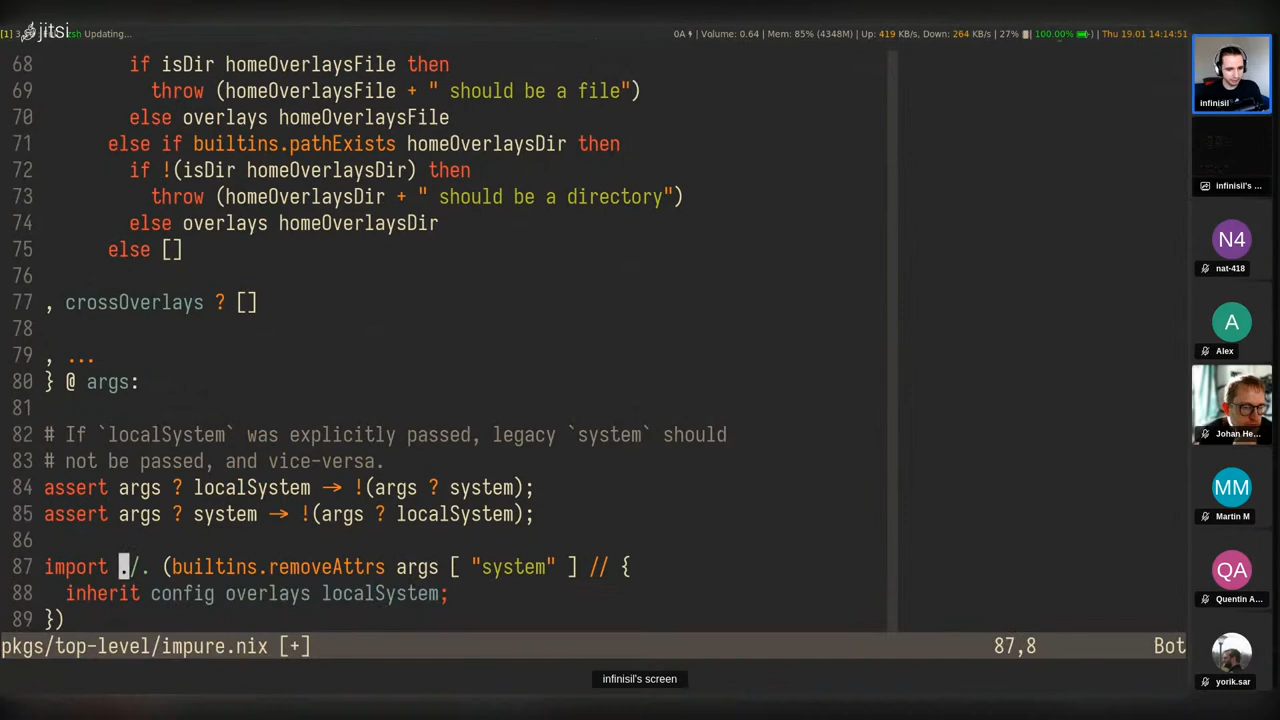 jitsi
[1] 3 zsh Updating...
0A | Volume: 0.64 | Mem: 85% (4348M) | Up: 419 KB/s, Down: 264 KB/s | 27% | 100.00% | Thu 19.01 14:14:51
68 if isDir homeOverlaysFile then
69 throw (homeOverlaysFile + " should be a file")
70 else overlays homeOverlaysFile
71 else if builtins.pathExists homeOverlaysDir then
72 if !(isDir homeOverlaysDir) then
73 throw (homeOverlaysDir + " should be a directory")
74 else overlays homeOverlaysDir
75 else []
76
77 , crossOverlays ? []
78
79 , ...
80 } @ args:
81
82 # If `localSystem` was explicitly passed, legacy `system` should
83 # not be passed, and vice-versa.
84 assert args ? localSystem → !(args ? system);
85 assert args ? system → !(args ? localSystem);
86
87 import ./. (builtins.removeAttrs args [ "system" ] // {
88 inherit config overlays localSystem;
89 })
pkgs/top-level/impure.nix [+] 87,8 Bot
infinisil's screen
infinisil
infinisil's ...
N4
nat-418
A
Alex
Johan He...
MM
Martin M
QA
Quentin A...
yorik.sar